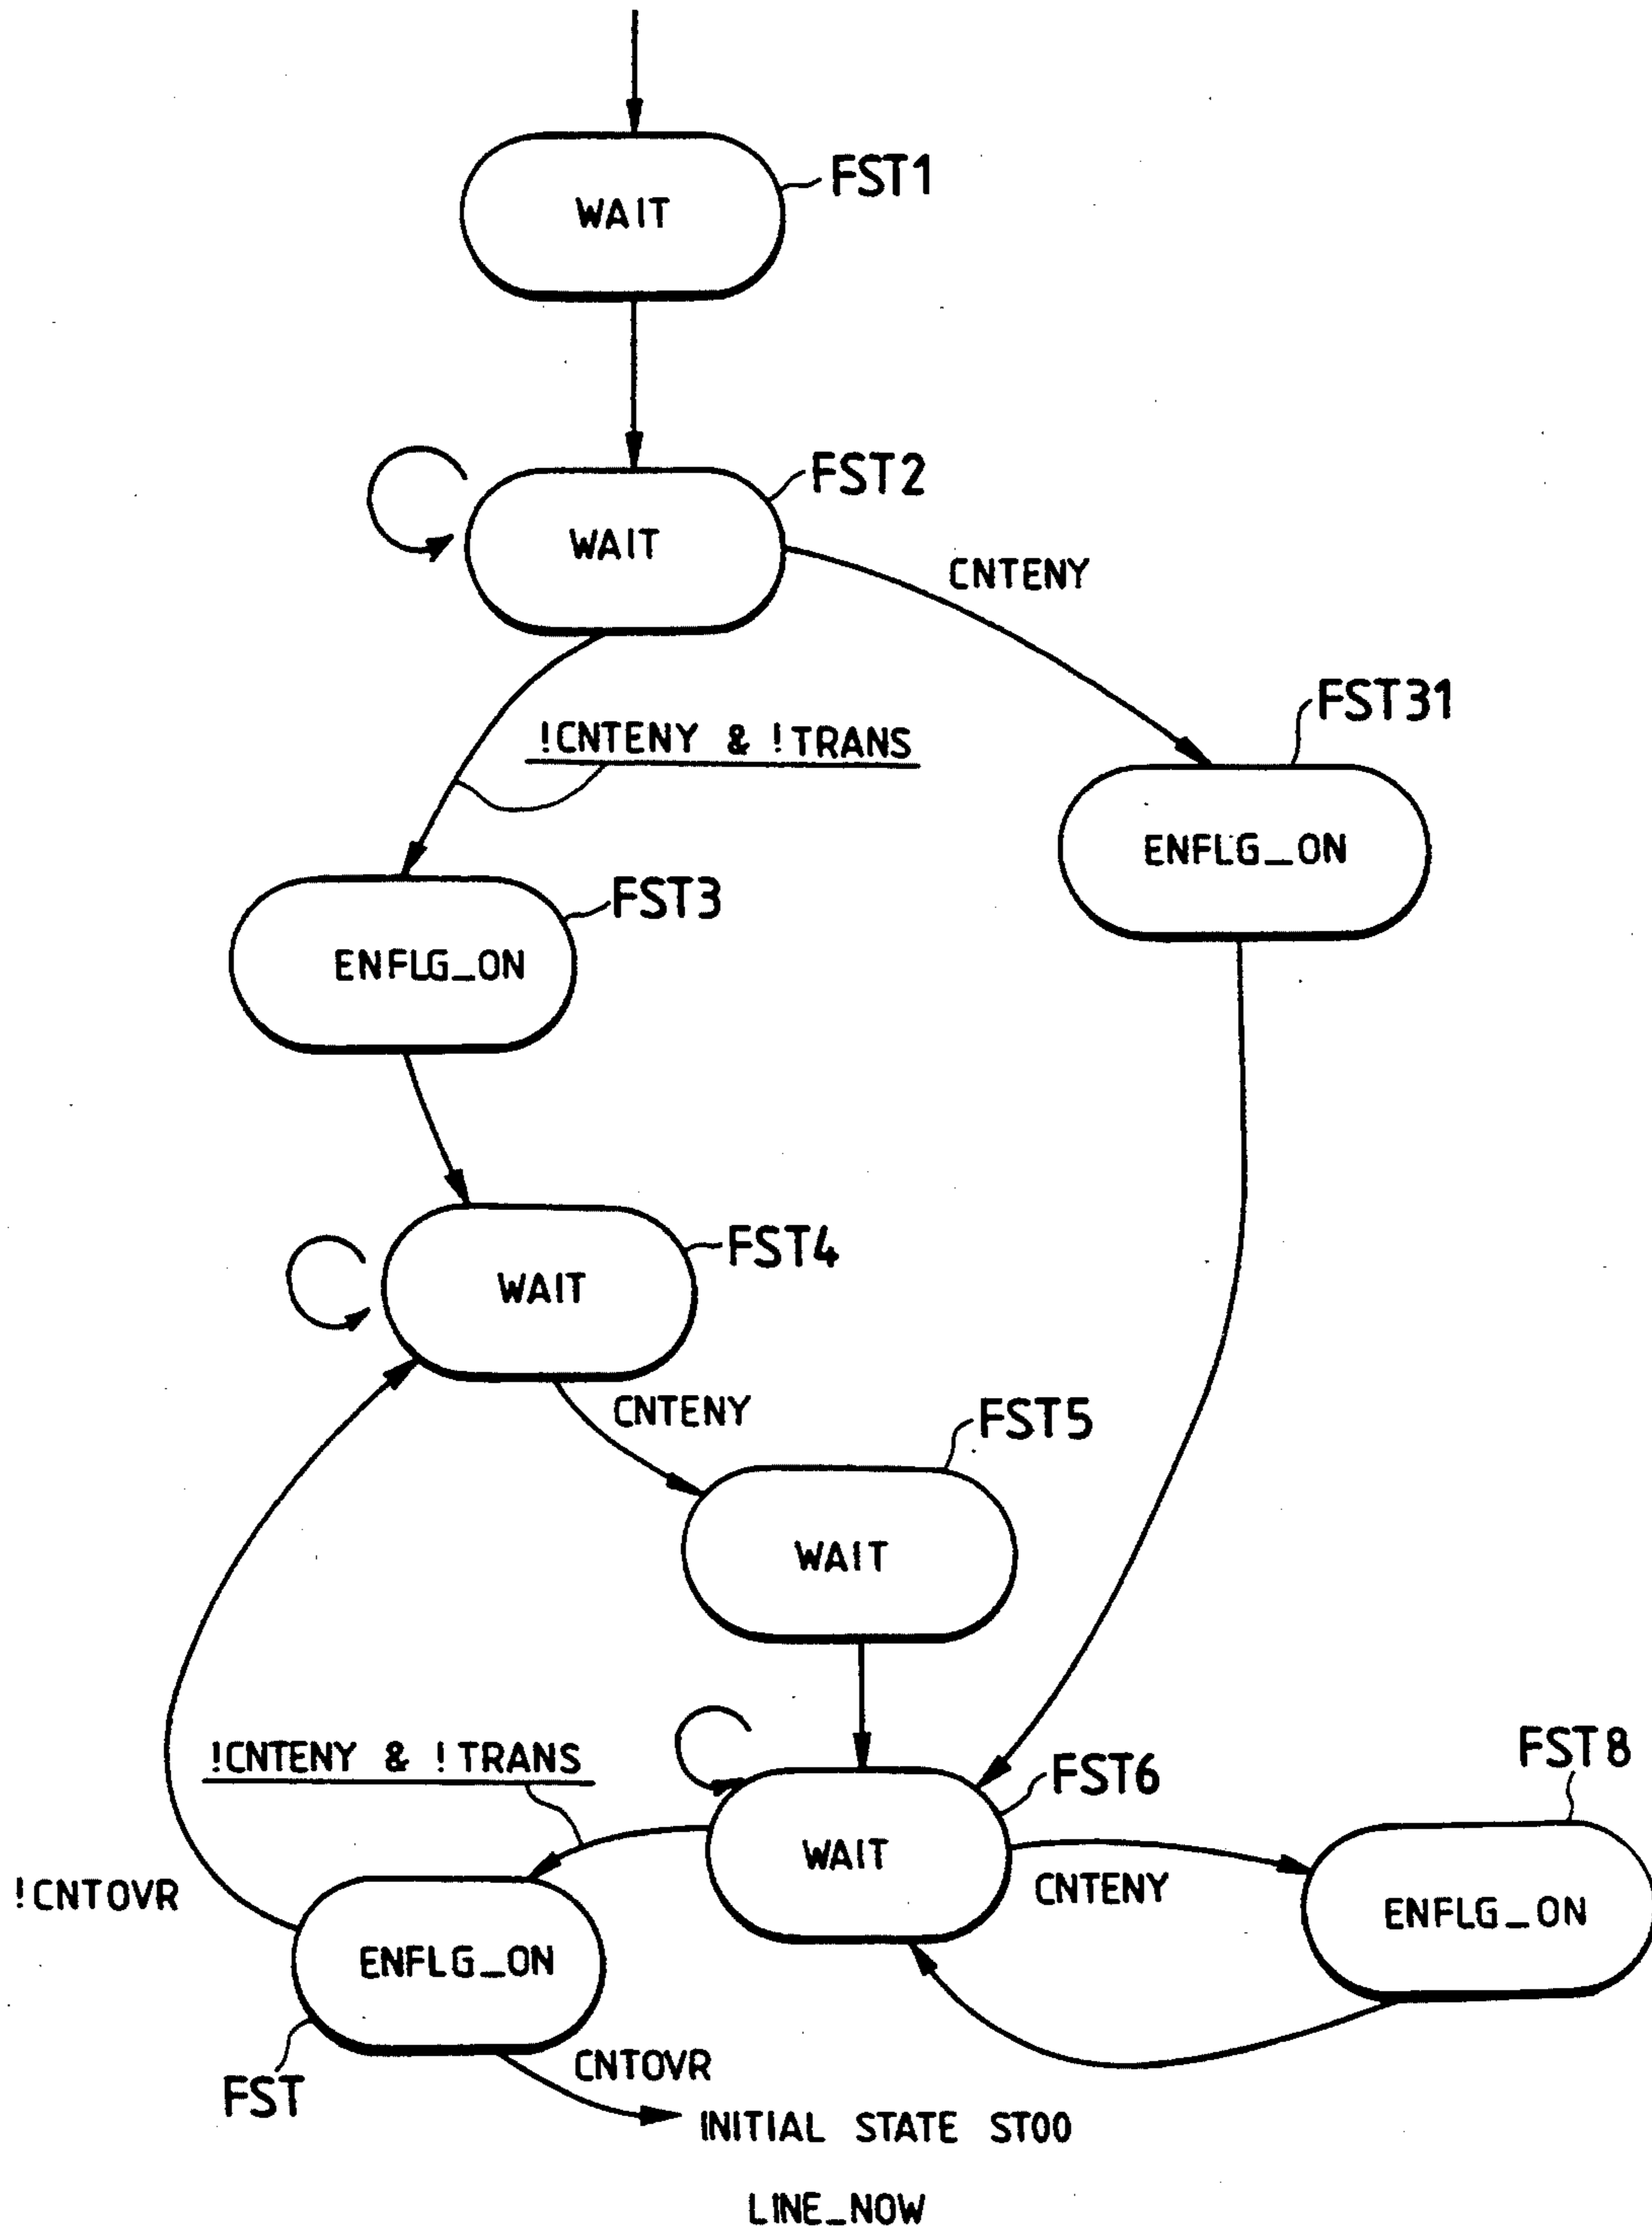 FST1
WAIT
FST2
WAIT
CNTENY
FST31
!CNTENY & !TRANS
ENFLG_ON
FST3
ENFLG_ON
FST4
WAIT
CNTENY
FST5
WAIT
!CNTENY & !TRANS
FST8
FST6
WAIT
!CNTOVR
CNTENY
ENFLG_ON
ENFLG_ON
CNTOVR
FST
INITIAL STATE ST00
LINE_NOW